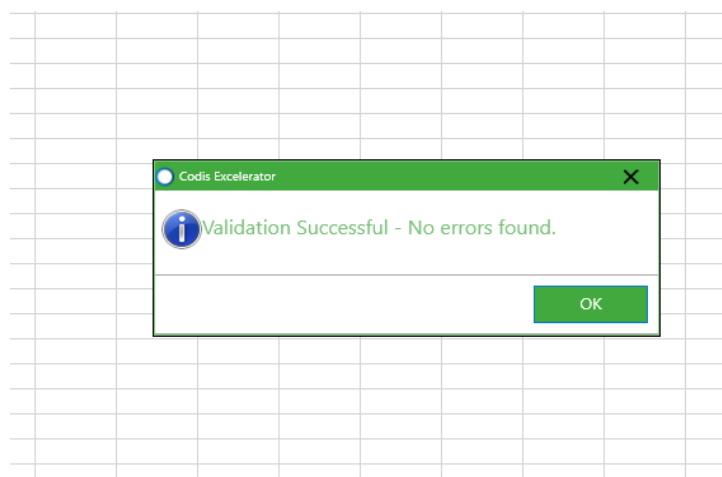 Codis Excelerator
Validation Successful - No errors found.
OK